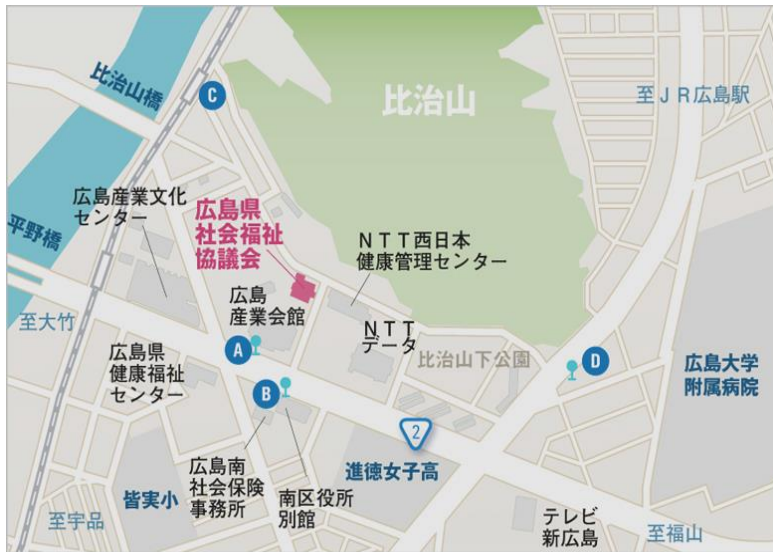 比治山
至ＪＲ広島駅
比治山橋
C
広島産業文化
センター
平野橋
広島県
社会福祉
協議会
ＮＴＴ西日本
健康管理センター
広島
産業会館
至大竹
ＮＴＴ
データ
A
広島県
健康福祉
センター
比治山下公園
D
広島大学
附属病院
B
2
広島南
社会保険
事務所
進徳女子高
皆実小
南区役所
別館
至宇品
テレビ
新広島
至福山